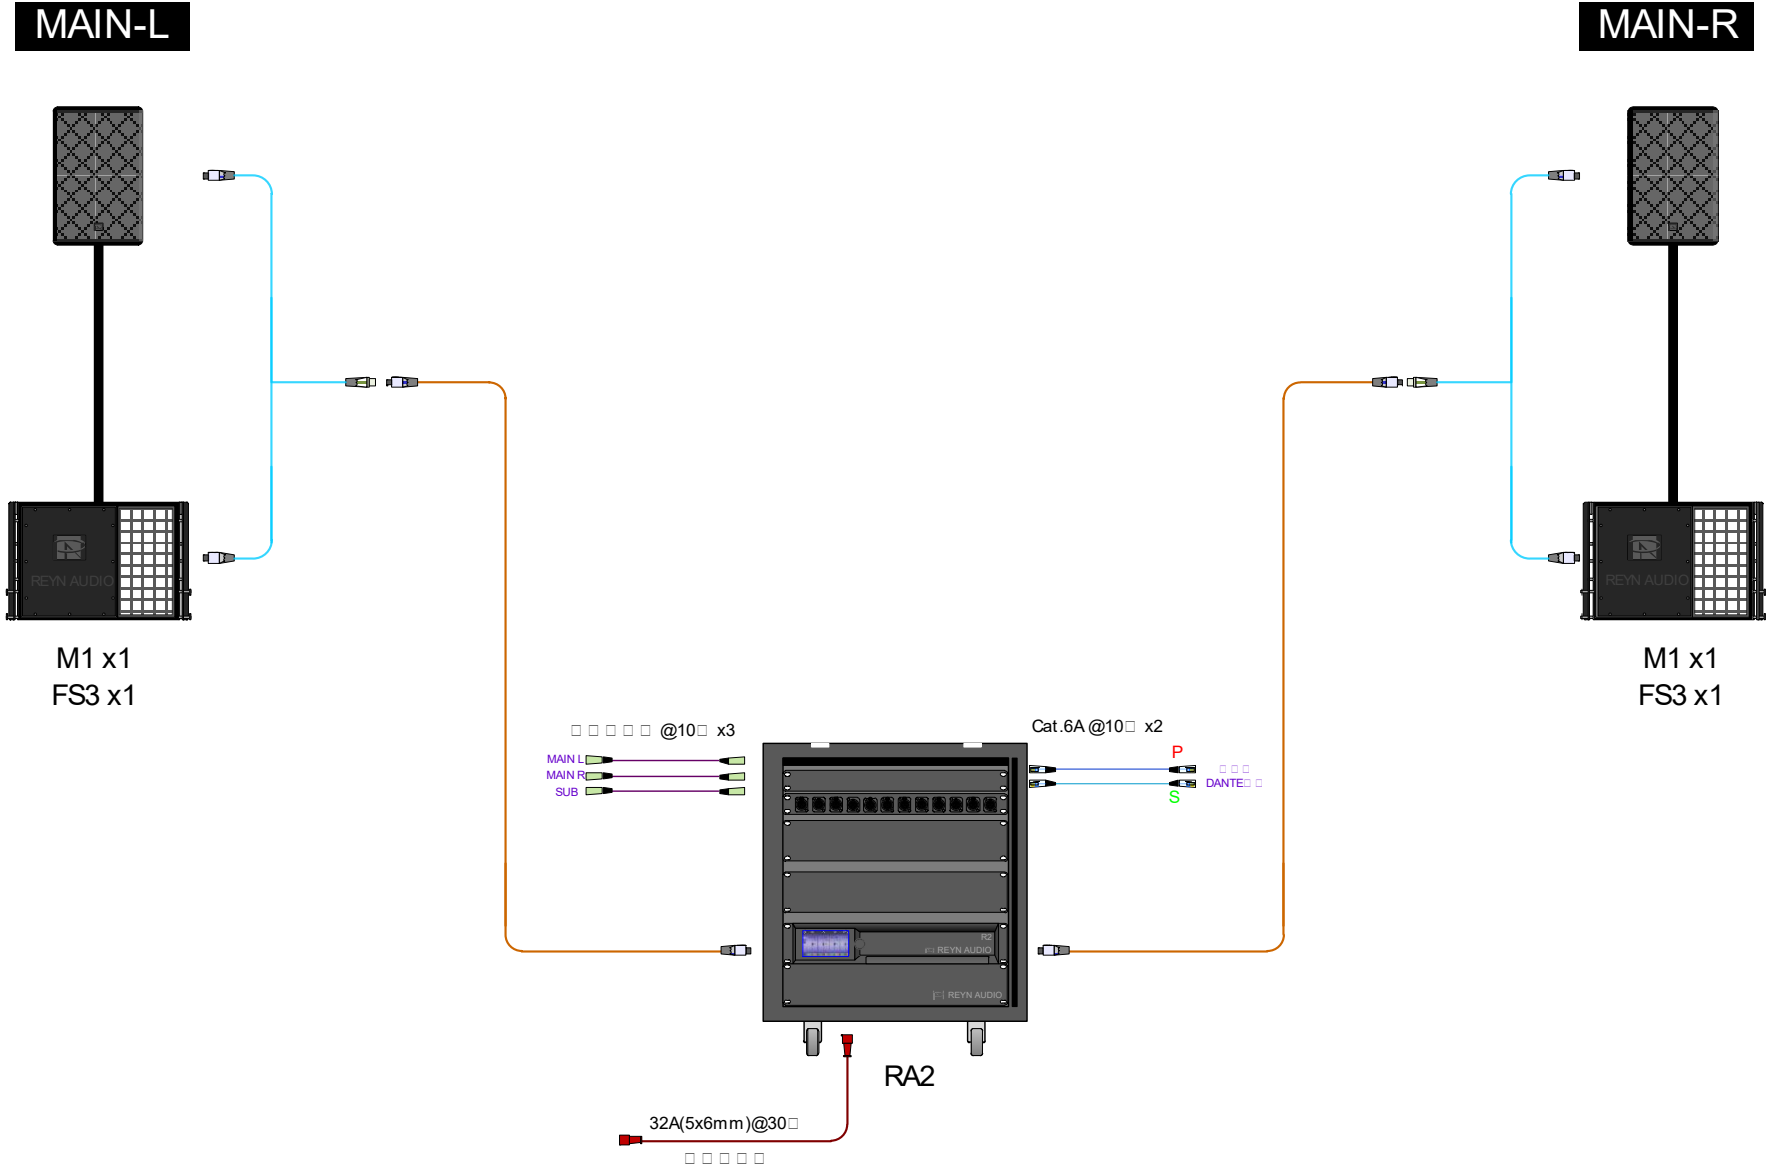 MAIN-L
MAIN-R
REYN AUDIO
REYN AUDIO
M1 x1
FS3 x1
M1 x1
FS3 x1
□□□□□ @10□ x3
MAIN L
MAIN R
SUB
Cat.6A @10□ x2
P
□□□
DANTE□□
S
R2
REYN AUDIO
REYN AUDIO
RA2
32A(5x6mm)@30□
□□□□□